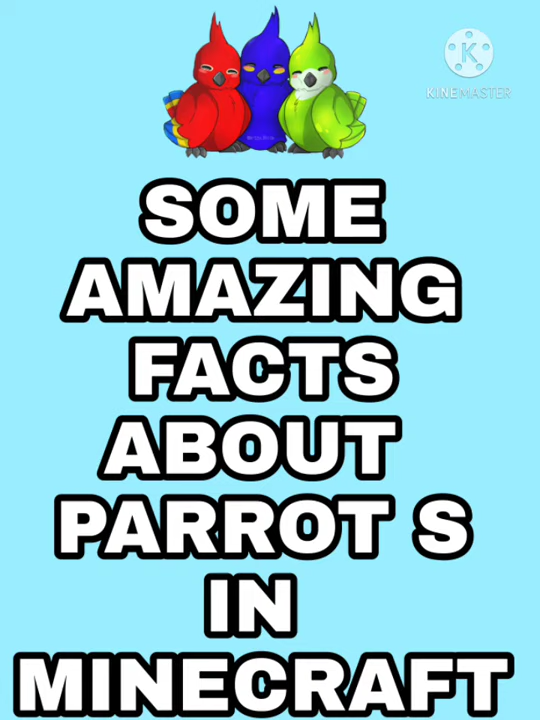 K
KINEMASTER
SOME
AMAZING
FACTS
ABOUT
PARROT S
IN
MINECRAFT